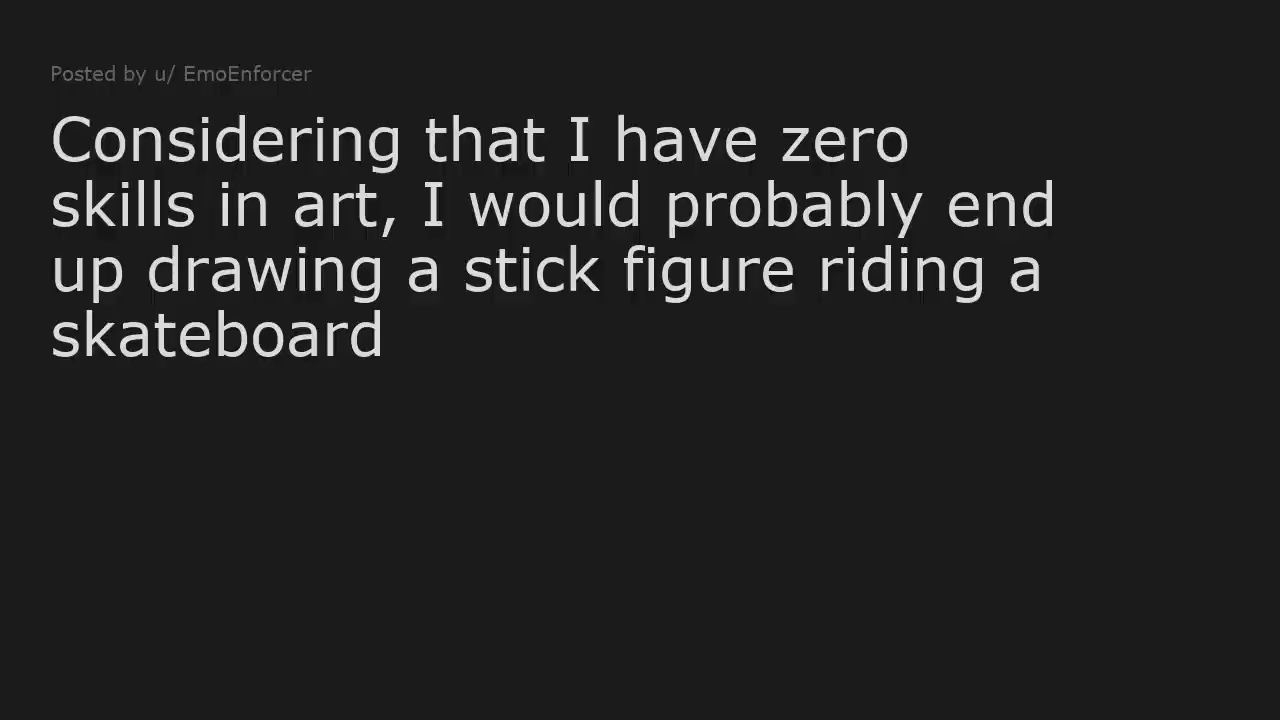 Posted by u/ EmoEnforcer
Considering that I have zero
skills in art, I would probably end
up drawing a stick figure riding a
skateboard